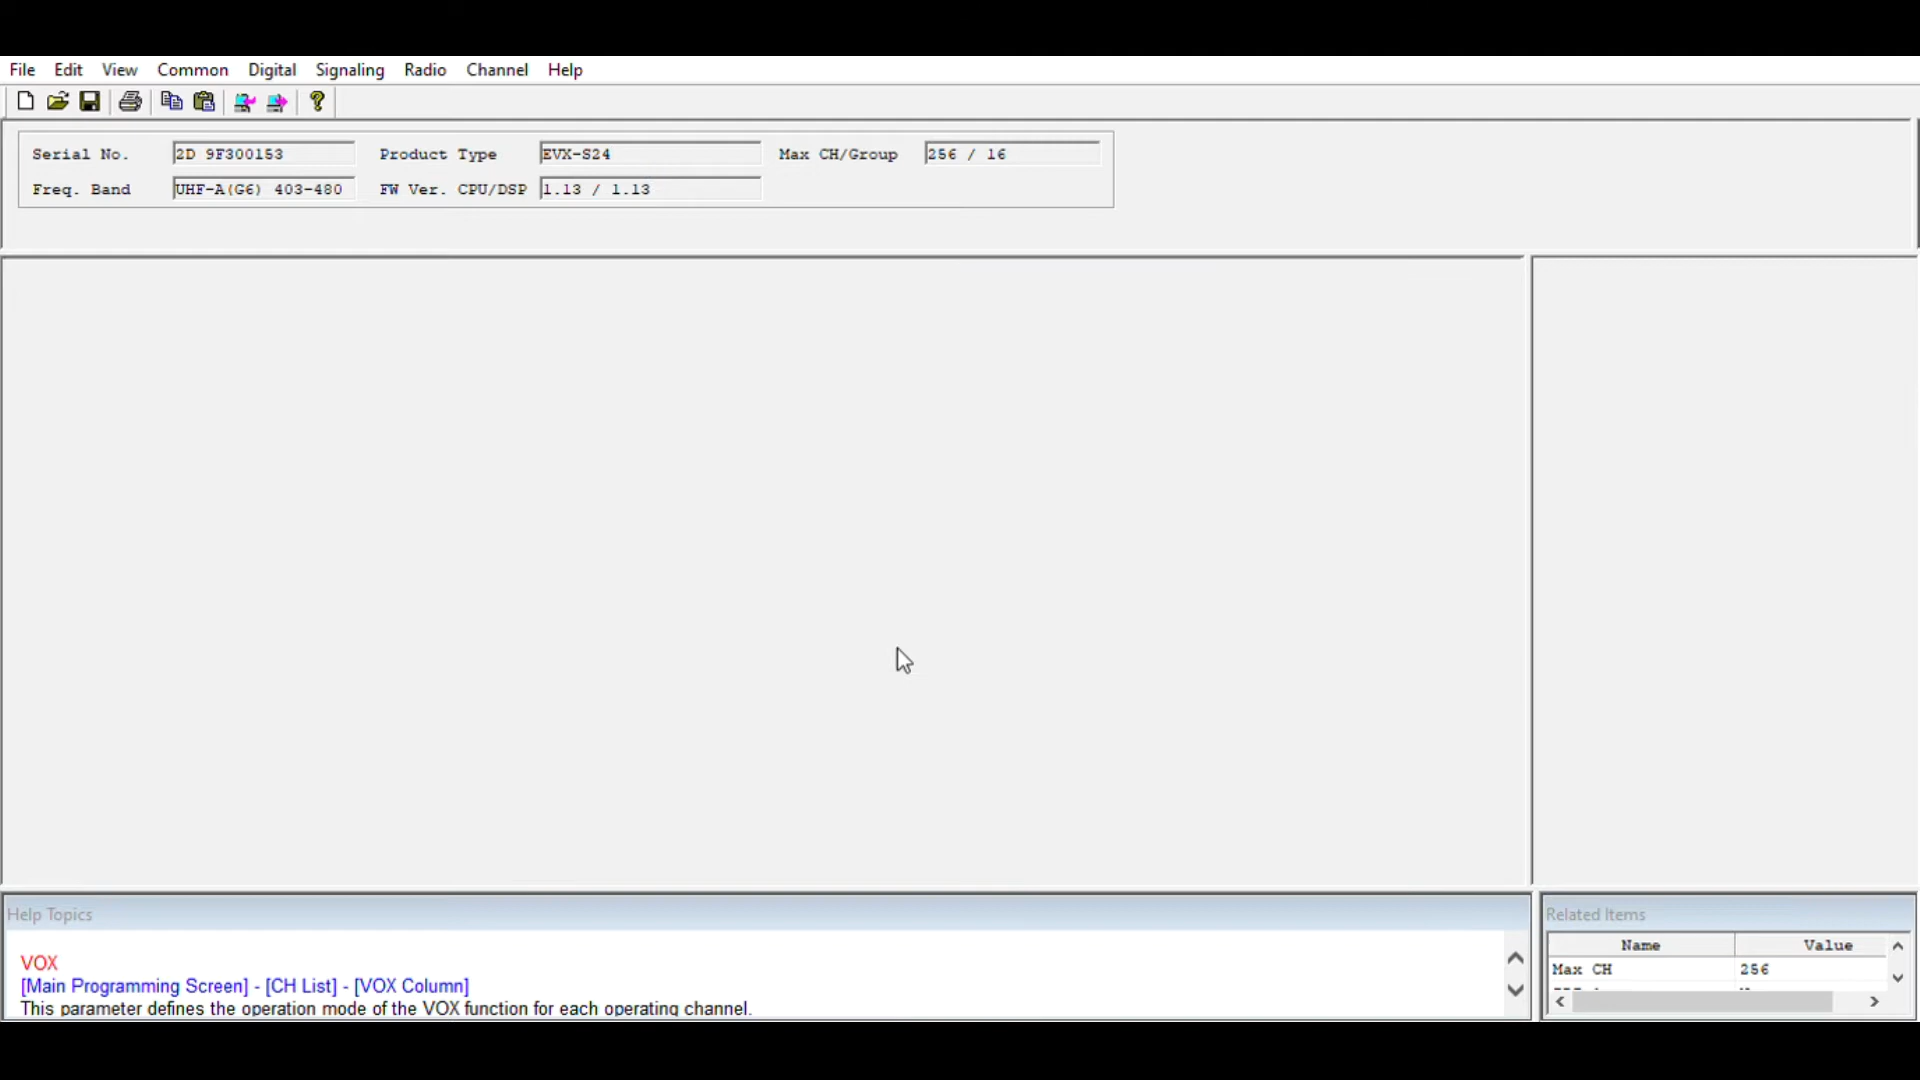 File Edit View Common Digital Signaling Radio Channel Help
Serial No. 2D 9F300153 Product Type EVX-S24 Max CH/Group 256 / 16
Freq. Band UHF-A(G6) 403-480 FW Ver. CPU/DSP 1.13 / 1.13
Help Topics
VOX
[Main Programming Screen] - [CH List] - [VOX Column]
This parameter defines the operation mode of the VOX function for each operating channel.
Related Items
Name Value
Max CH 256